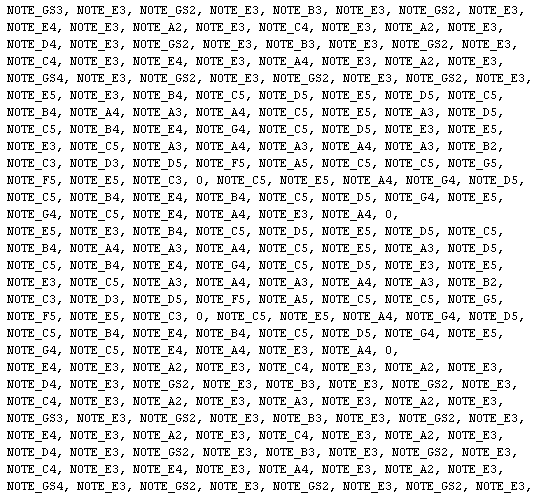 NOTE_GS3, NOTE_E3, NOTE_GS2, NOTE_E3, NOTE_B3, NOTE_E3, NOTE_GS2, NOTE_E3,
NOTE_E4, NOTE_E3, NOTE_A2, NOTE_E3, NOTE_C4, NOTE_E3, NOTE_A2, NOTE_E3,
NOTE_D4, NOTE_E3, NOTE_GS2, NOTE_E3, NOTE_B3, NOTE_E3, NOTE_GS2, NOTE_E3,
NOTE_C4, NOTE_E3, NOTE_E4, NOTE_E3, NOTE_A4, NOTE_E3, NOTE_A2, NOTE_E3,
NOTE_GS4, NOTE_E3, NOTE_GS2, NOTE_E3, NOTE_GS2, NOTE_E3, NOTE_GS2, NOTE_E3,
NOTE_E5, NOTE_E3, NOTE_B4, NOTE_C5, NOTE_D5, NOTE_E5, NOTE_D5, NOTE_C5,
NOTE_B4, NOTE_A4, NOTE_A3, NOTE_A4, NOTE_C5, NOTE_E5, NOTE_A3, NOTE_D5,
NOTE_C5, NOTE_B4, NOTE_E4, NOTE_G4, NOTE_C5, NOTE_D5, NOTE_E3, NOTE_E5,
NOTE_E3, NOTE_C5, NOTE_A3, NOTE_A4, NOTE_A3, NOTE_A4, NOTE_A3, NOTE_B2,
NOTE_C3, NOTE_D3, NOTE_D5, NOTE_F5, NOTE_A5, NOTE_C5, NOTE_C5, NOTE_G5,
NOTE_F5, NOTE_E5, NOTE_C3, 0, NOTE_C5, NOTE_E5, NOTE_A4, NOTE_G4, NOTE_D5,
NOTE_C5, NOTE_B4, NOTE_E4, NOTE_B4, NOTE_C5, NOTE_D5, NOTE_G4, NOTE_E5,
NOTE_G4, NOTE_C5, NOTE_E4, NOTE_A4, NOTE_E3, NOTE_A4, 0,
NOTE_E5, NOTE_E3, NOTE_B4, NOTE_C5, NOTE_D5, NOTE_E5, NOTE_D5, NOTE_C5,
NOTE_B4, NOTE_A4, NOTE_A3, NOTE_A4, NOTE_C5, NOTE_E5, NOTE_A3, NOTE_D5,
NOTE_C5, NOTE_B4, NOTE_E4, NOTE_G4, NOTE_C5, NOTE_D5, NOTE_E3, NOTE_E5,
NOTE_E3, NOTE_C5, NOTE_A3, NOTE_A4, NOTE_A3, NOTE_A4, NOTE_A3, NOTE_B2,
NOTE_C3, NOTE_D3, NOTE_D5, NOTE_F5, NOTE_A5, NOTE_C5, NOTE_C5, NOTE_G5,
NOTE_F5, NOTE_E5, NOTE_C3, 0, NOTE_C5, NOTE_E5, NOTE_A4, NOTE_G4, NOTE_D5,
NOTE_C5, NOTE_B4, NOTE_E4, NOTE_B4, NOTE_C5, NOTE_D5, NOTE_G4, NOTE_E5,
NOTE_G4, NOTE_C5, NOTE_E4, NOTE_A4, NOTE_E3, NOTE_A4, 0,
NOTE_E4, NOTE_E3, NOTE_A2, NOTE_E3, NOTE_C4, NOTE_E3, NOTE_A2, NOTE_E3,
NOTE_D4, NOTE_E3, NOTE_GS2, NOTE_E3, NOTE_B3, NOTE_E3, NOTE_GS2, NOTE_E3,
NOTE_C4, NOTE_E3, NOTE_A2, NOTE_E3, NOTE_A3, NOTE_E3, NOTE_A2, NOTE_E3,
NOTE_GS3, NOTE_E3, NOTE_GS2, NOTE_E3, NOTE_B3, NOTE_E3, NOTE_GS2, NOTE_E3,
NOTE_E4, NOTE_E3, NOTE_A2, NOTE_E3, NOTE_C4, NOTE_E3, NOTE_A2, NOTE_E3,
NOTE_D4, NOTE_E3, NOTE_GS2, NOTE_E3, NOTE_B3, NOTE_E3, NOTE_GS2, NOTE_E3,
NOTE_C4, NOTE_E3, NOTE_E4, NOTE_E3, NOTE_A4, NOTE_E3, NOTE_A2, NOTE_E3,
NOTE_GS4, NOTE_E3, NOTE_GS2, NOTE_E3, NOTE_GS2, NOTE_E3, NOTE_GS2, NOTE_E3,